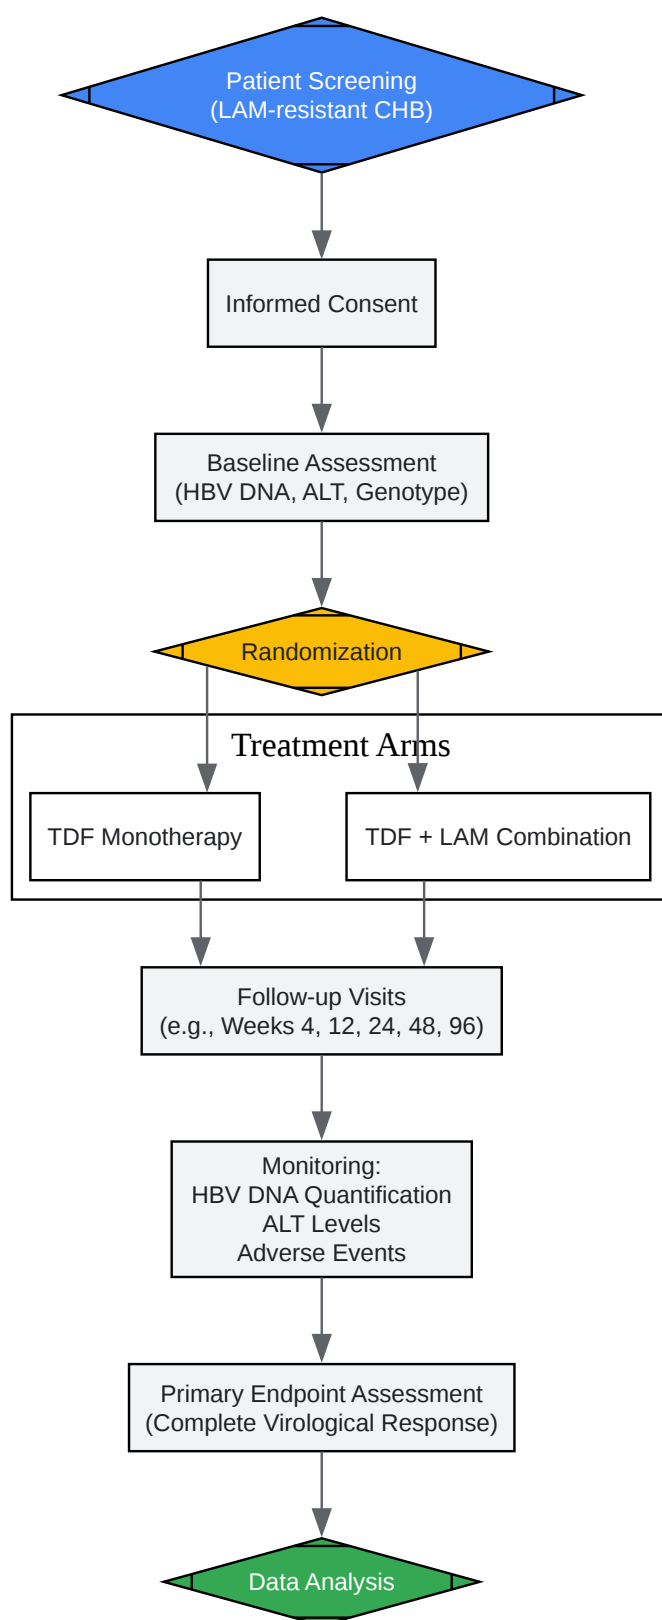 Patient Screening
(LAM-resistant CHB)
Informed Consent
Baseline Assessment
(HBV DNA, ALT, Genotype)
Randomization
Treatment Arms
TDF Monotherapy
TDF + LAM Combination
Follow-up Visits
(e.g., Weeks 4, 12, 24, 48, 96)
Monitoring:
HBV DNA Quantification
ALT Levels
Adverse Events
Primary Endpoint Assessment
(Complete Virological Response)
Data Analysis